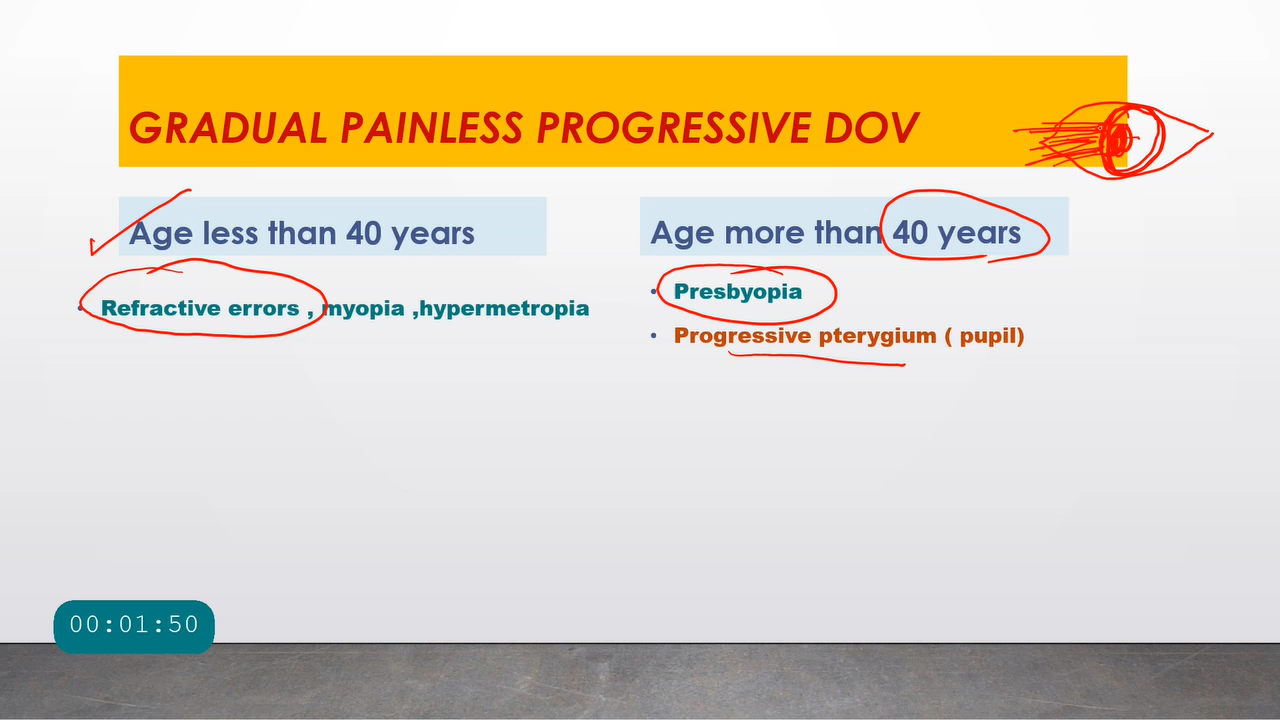 GRADUAL PAINLESS PROGRESSIVE DOV
Age less than 40 years
• Refractive errors , myopia ,hypermetropia
Age more than 40 years
• Presbyopia
• Progressive pterygium ( pupil)
00:01:50